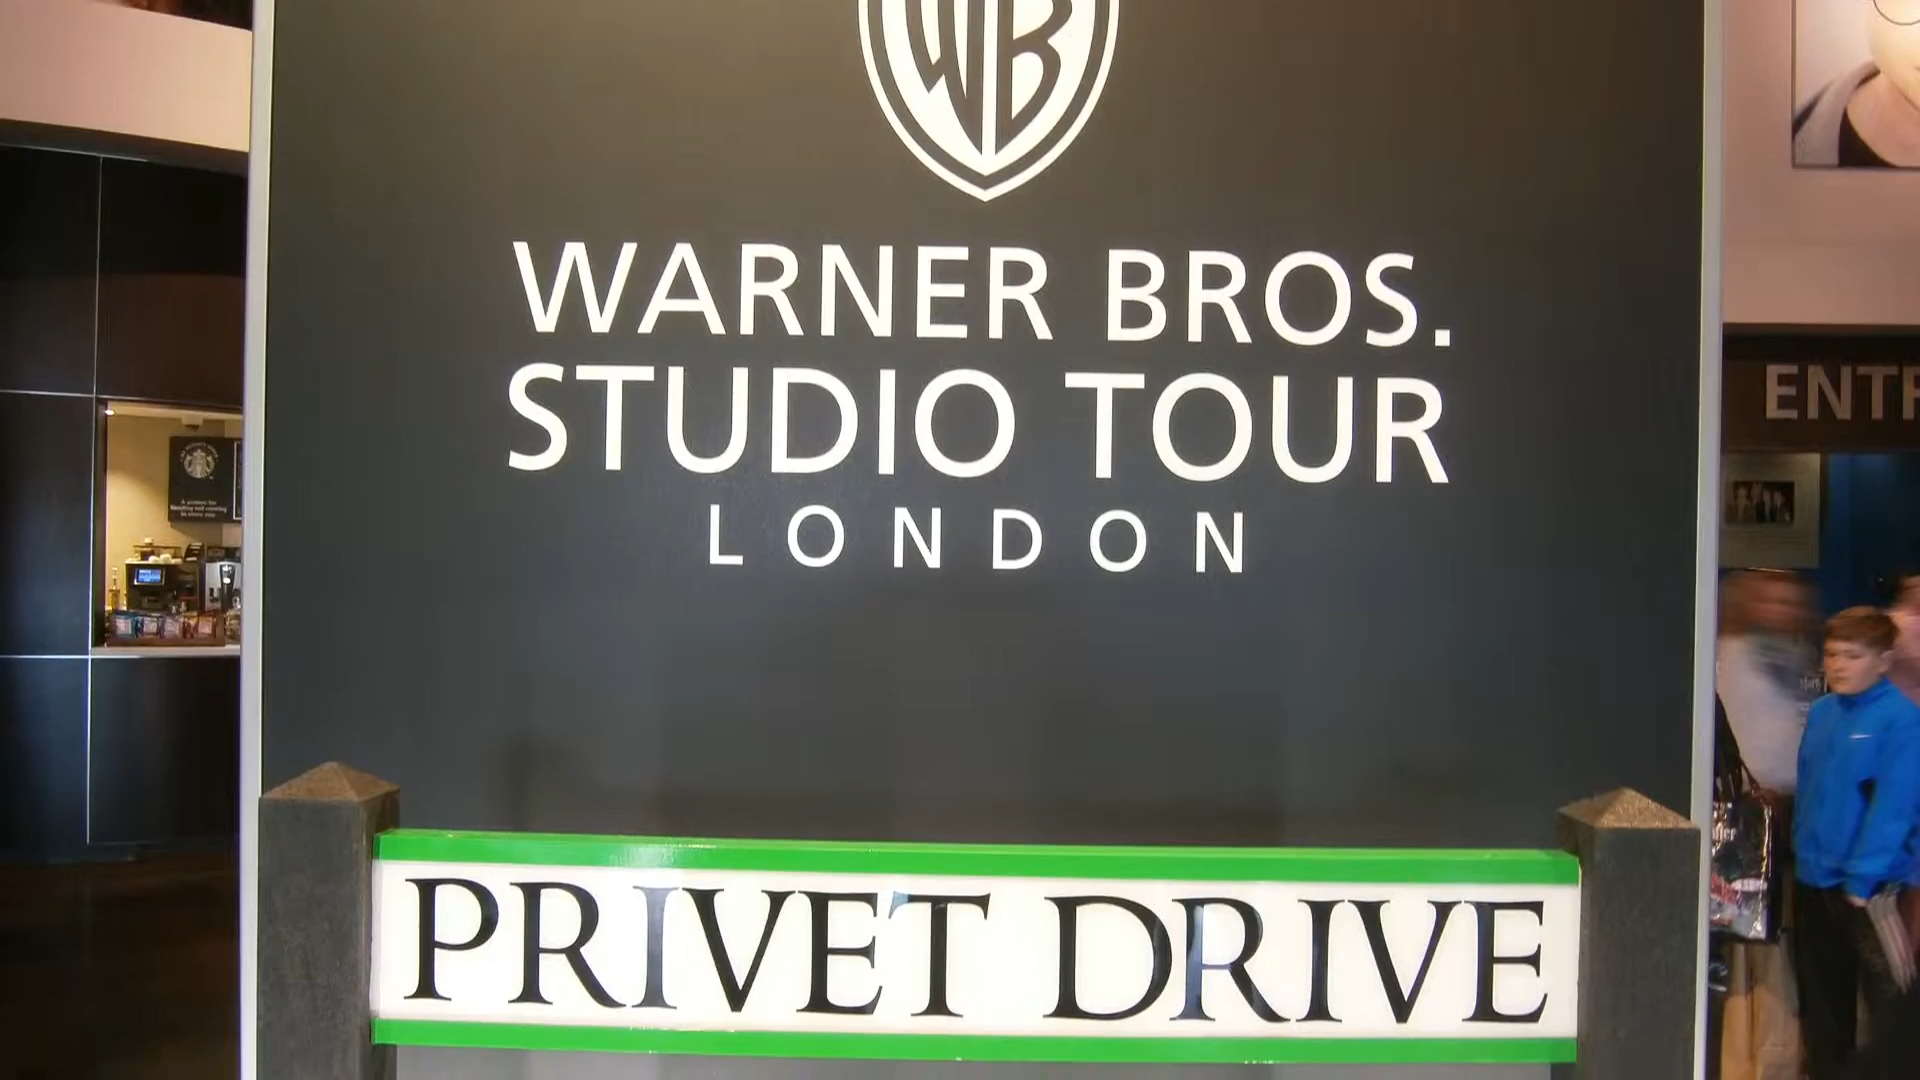 WB
WARNER BROS.
STUDIO TOUR
LONDON
ENTR
PRIVET DRIVE